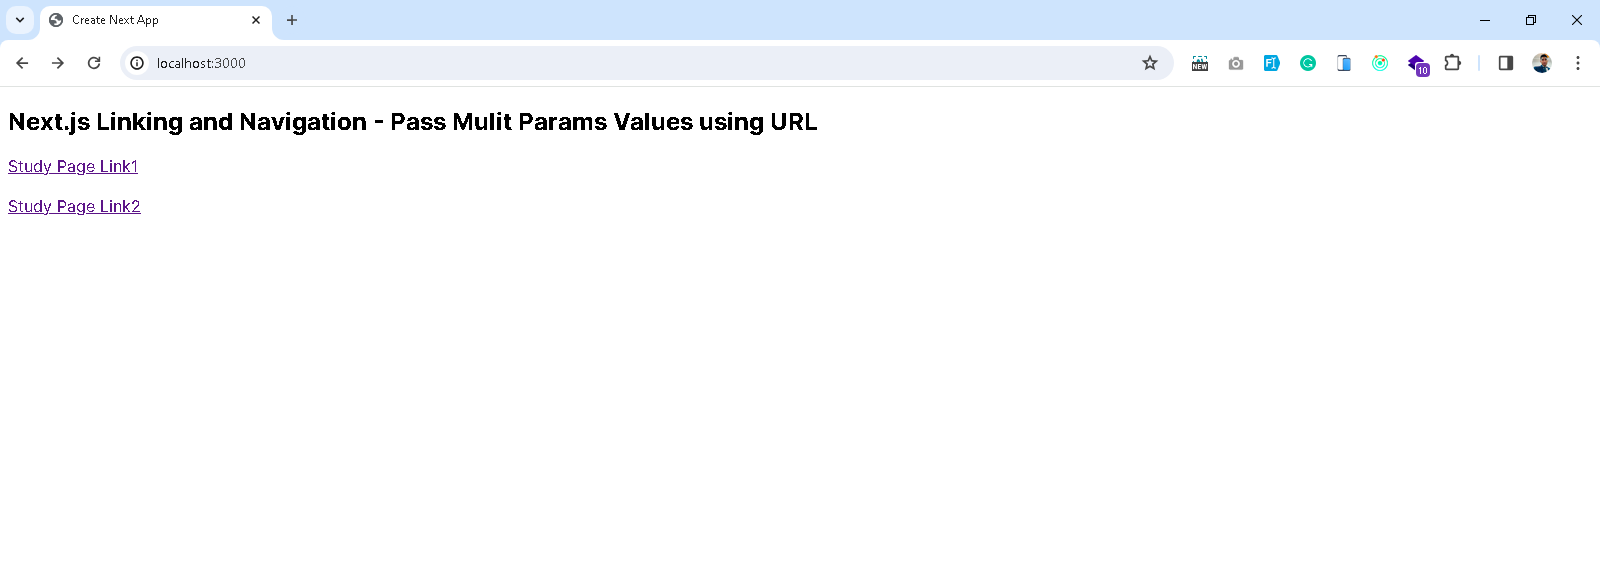 Create Next App
localhost:3000
NEW
10
Next.js Linking and Navigation - Pass Mulit Params Values using URL
Study Page Link1
Study Page Link2